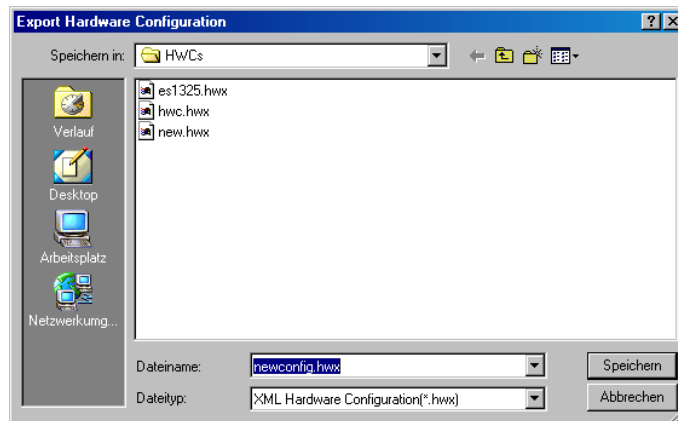 Export Hardware Configuration
Speichern in:
HWCs
es1325.hwx
hwc.hwx
new.hwx
Verlauf
Desktop
Arbeitsplatz
Netzwerkumg...
Dateiname:
newconfig.hwx
Speichern
Dateityp:
XML Hardware Configuration(*.hwx)
Abbrechen